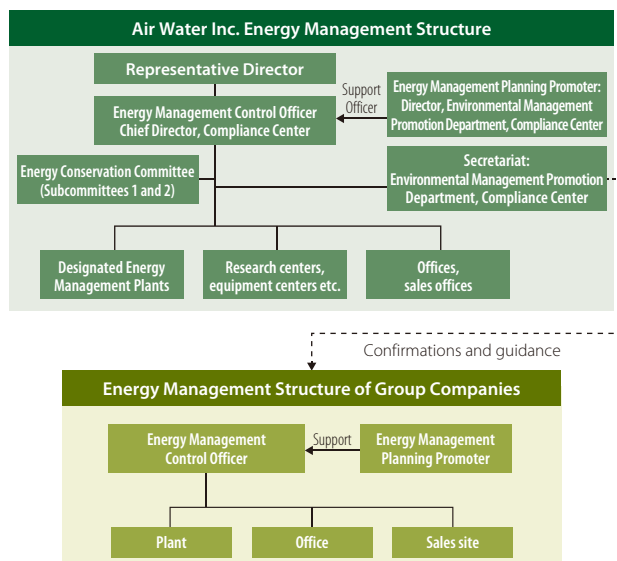 Air Water Inc. Energy Management Structure
Representative Director
Energy Management Control Officer
Chief Director, Compliance Center
Support
Officer
Energy Management Planning Promoter:
Director, Environmental Management
Promotion Department, Compliance Center
Energy Conservation Committee
(Subcommittees 1 and 2)
Secretariat:
Environmental Management Promotion
Department, Compliance Center
Designated Energy
Management Plants
Research centers,
equipment centers etc.
Offices,
sales offices
Confirmations and guidance
Energy Management Structure of Group Companies
Energy Management
Control Officer
Support
Energy Management
Planning Promoter
Plant
Office
Sales site